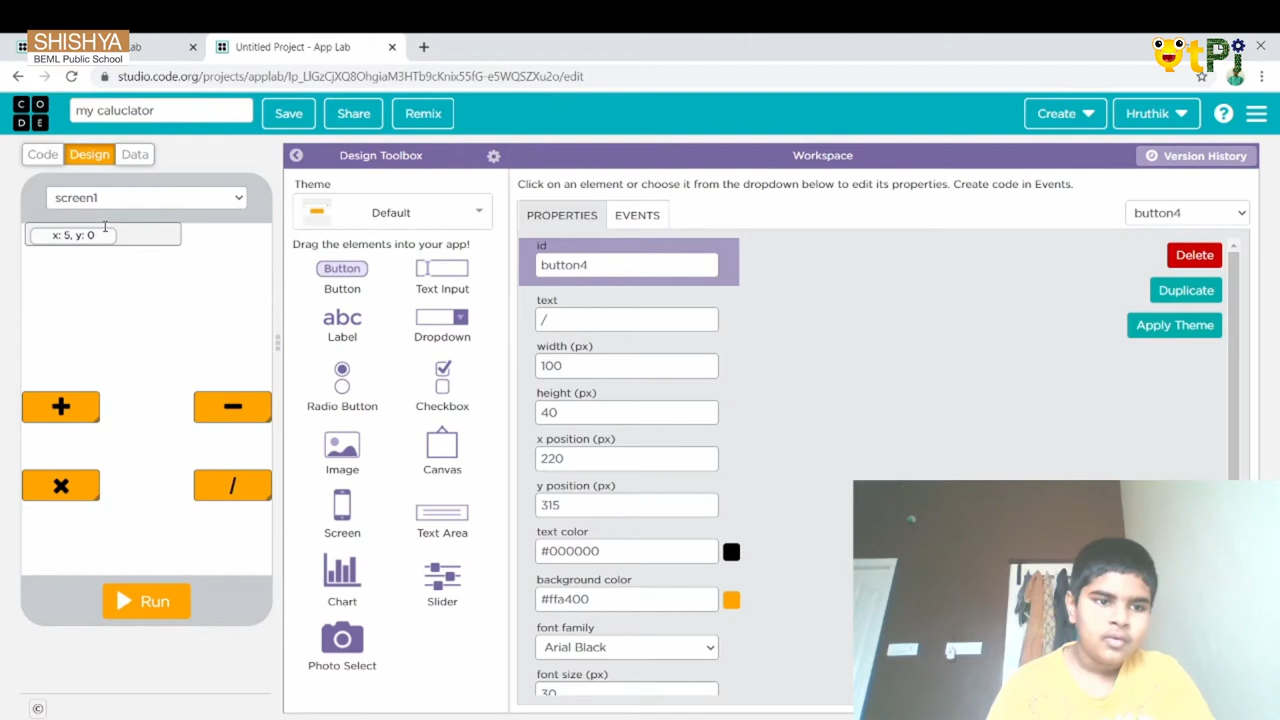 SHISHYA
BEML Public School
ab
Untitled Project - App Lab
studio.code.org/projects/applab/Ip_LlGzCjXQ8OhgiaM3HTb9cKnix55fG-e5WQSZXu2o/edit
CODE
my caluclator
Save
Share
Remix
Create
Hruthik
?
Code
Design
Data
Design Toolbox
Workspace
Version History
screen1
x: 5, y: 0
+
-
×
/
Run
Theme
Default
Drag the elements into your app!
Button
Button
Text Input
abc
Label
Dropdown
Radio Button
Checkbox
Image
Canvas
Screen
Text Area
Chart
Slider
Photo Select
Click on an element or choose it from the dropdown below to edit its properties. Create code in Events.
PROPERTIES
EVENTS
button4
id
button4
text
/
width (px)
100
height (px)
40
x position (px)
220
y position (px)
315
text color
#000000
background color
#ffa400
font family
Arial Black
font size (px)
30
Delete
Duplicate
Apply Theme
©